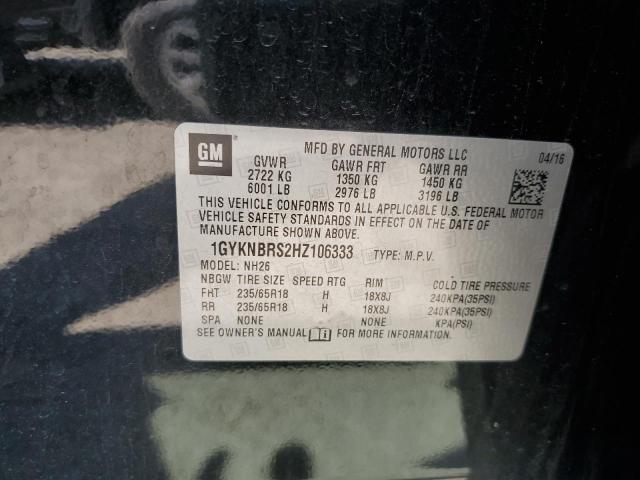 GM
MFD BY GENERAL MOTORS LLC 04/16
GVWR GAWR FRT GAWR RR
2722 KG 1350 KG 1450 KG
6001 LB 2976 LB 3196 LB
THIS VEHICLE CONFORMS TO ALL APPLICABLE U.S. FEDERAL MOTOR
VEHICLE SAFETY STANDARDS IN EFFECT ON THE DATE OF
MANUFACTURE SHOWN ABOVE.
1GYKNBRS2HZ106333 TYPE: M.P.V.
MODEL: NH26
NBGW TIRE SIZE SPEED RTG RIM COLD TIRE PRESSURE
FHT 235/65R18 H 18X8J 240KPA(35PSI)
RR 235/65R18 H 18X8J 240KPA(35PSI)
SPA NONE NONE KPA(PSI)
SEE OWNER'S MANUAL FOR MORE INFORMATION.